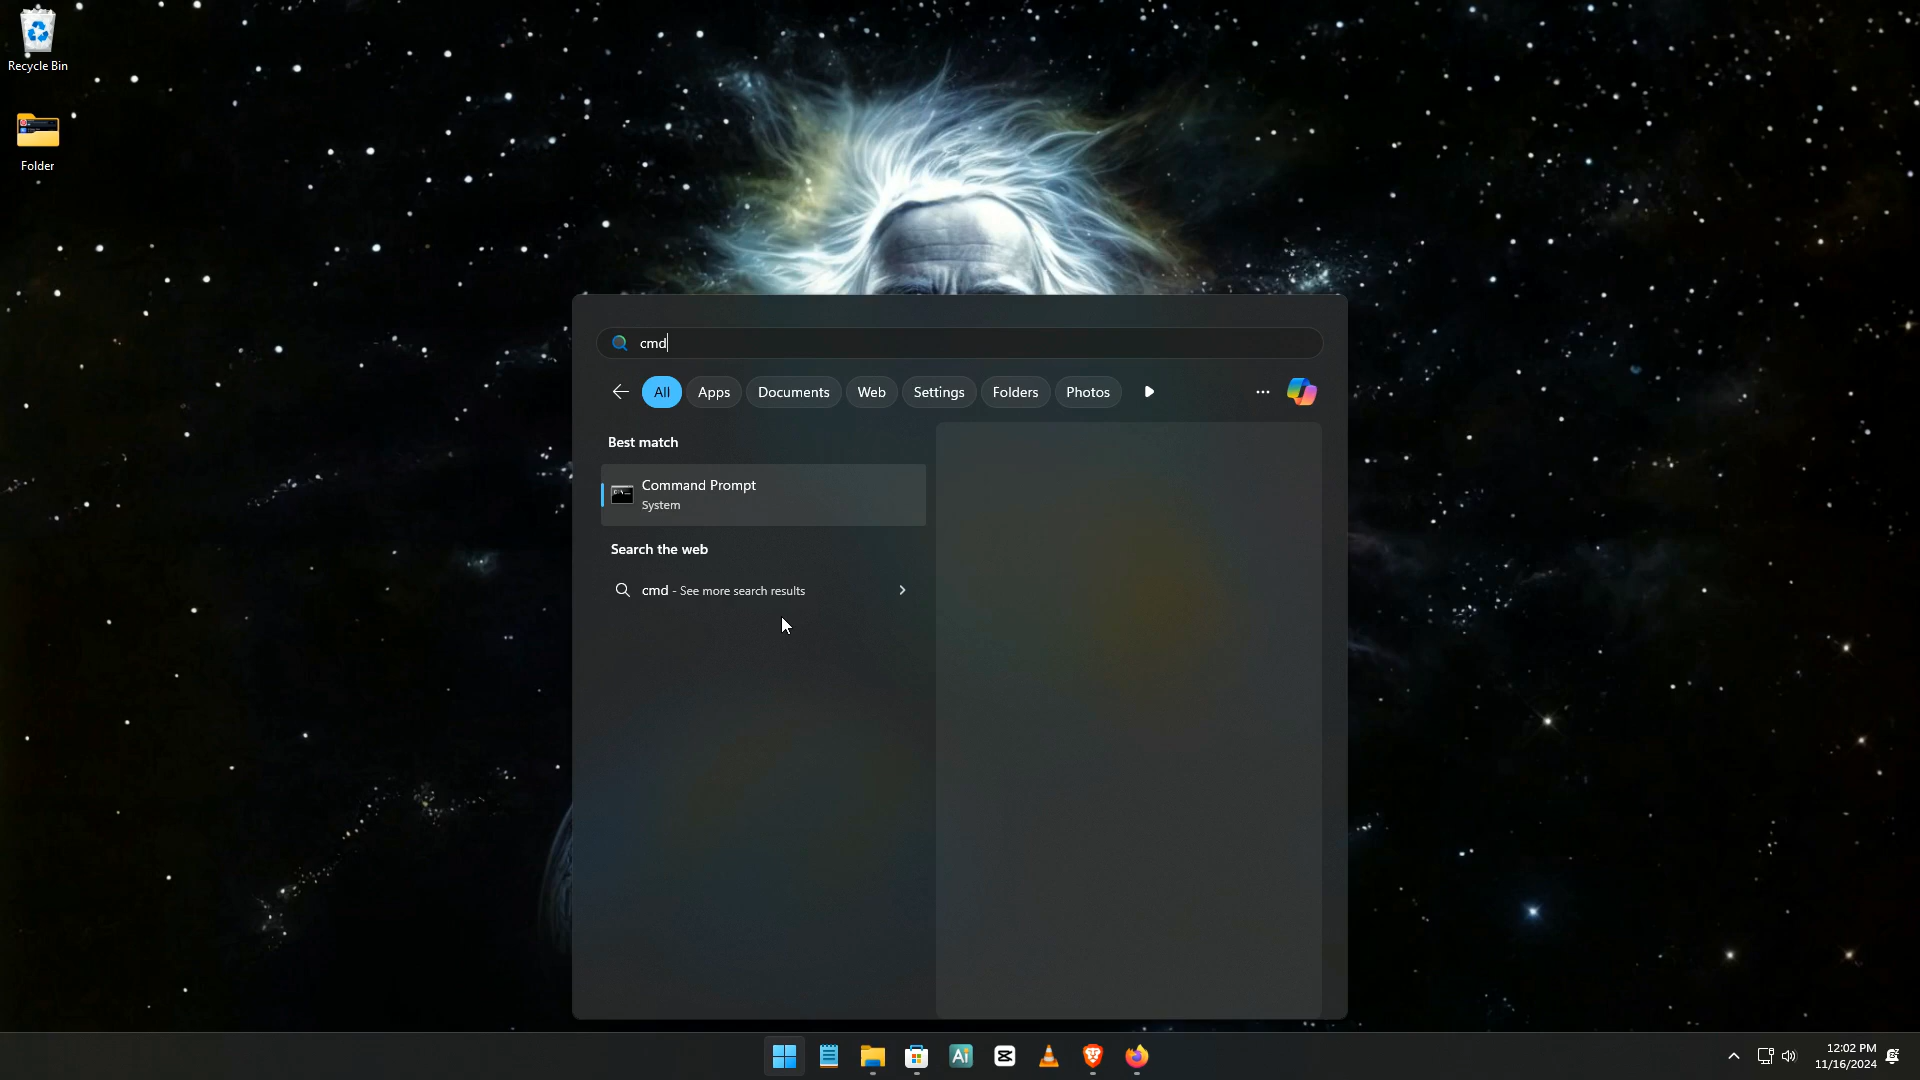 Recycle Bin
Folder
cmd
All Apps Documents Web Settings Folders Photos
Best match
Command Prompt
System
Search the web
cmd - See more search results
Ai
12:02 PM
11/16/2024